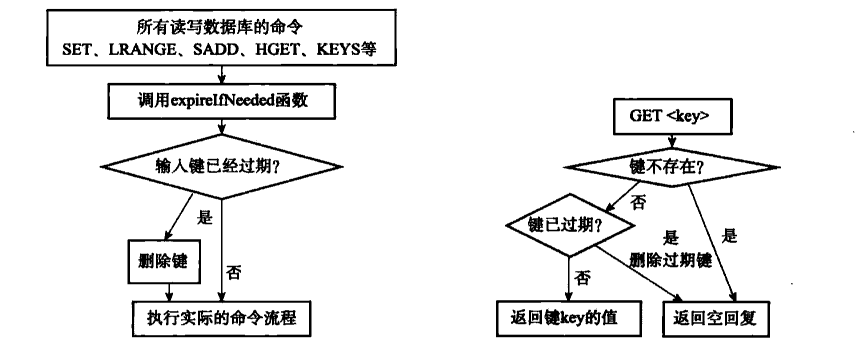 所有读写数据库的命令
SET、LRANGE、SADD、HGET、KEYS等
调用expireIfNeeded函数
输入键已经过期?
是
删除键
否
执行实际的命令流程
GET <key>
键不存在?
否
键已过期?
是
删除过期键
是
否
返回键key的值
返回空回复